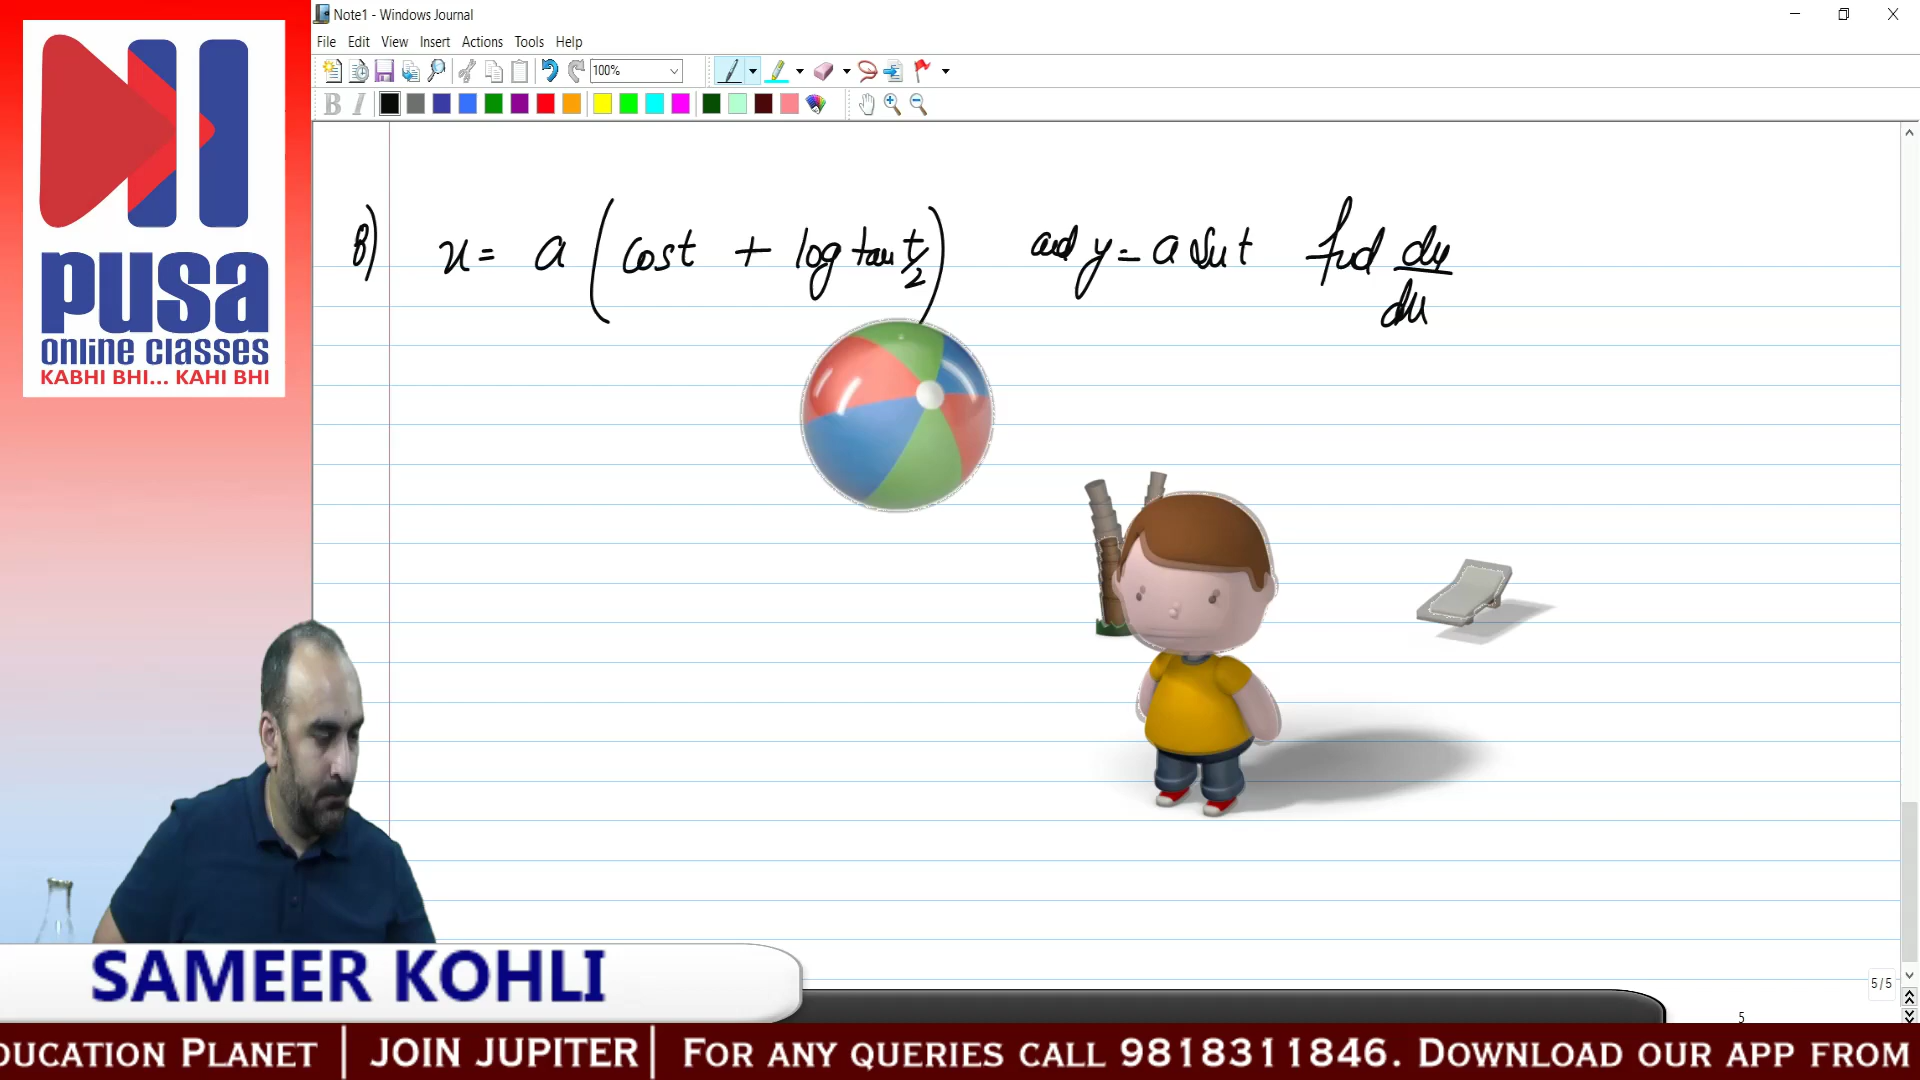 Note1 - Windows Journal
File Edit View Insert Actions Tools Help
100%
B I
8) x = a (cost + log tan t/2) and y = a sin t find dy/dx
pusa
online classes
KABHI BHI... KAHI BHI
5/5
5
SAMEER KOHLI
DUCATION PLANET | JOIN JUPITER | FOR ANY QUERIES CALL 9818311846. DOWNLOAD OUR APP FROM